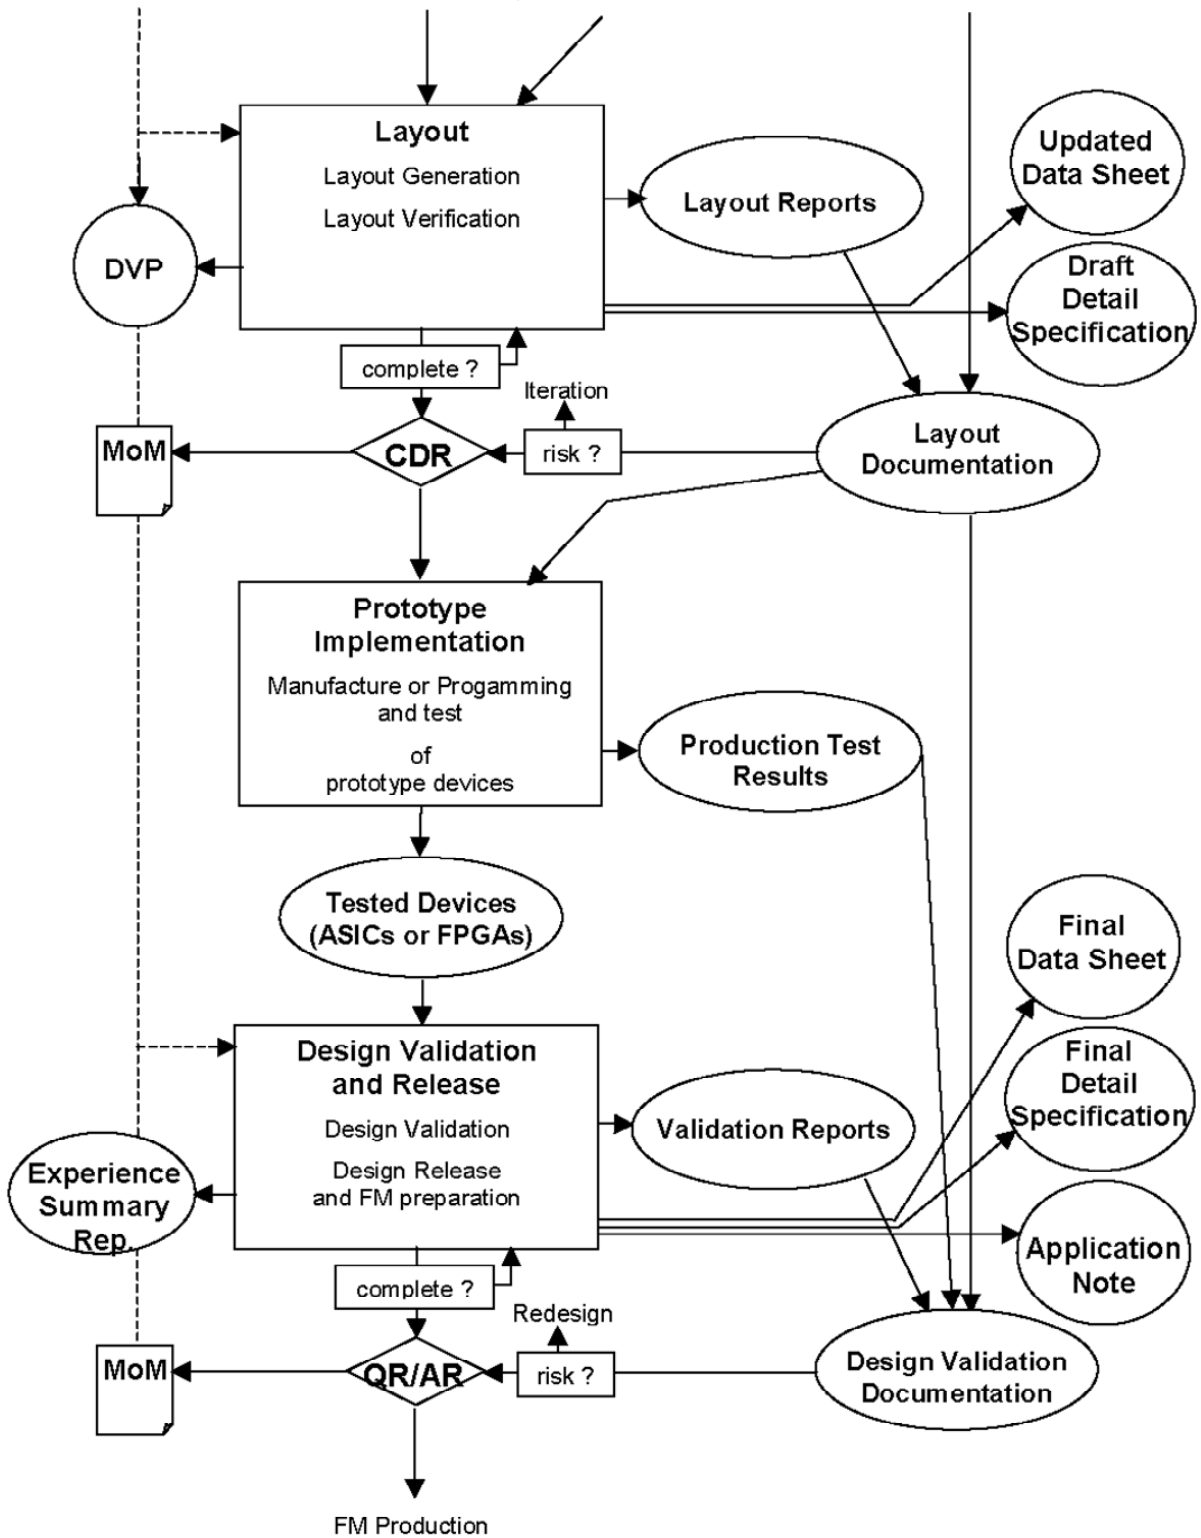 Layout
Layout Generation
Layout Verification
Layout Reports
Updated
Data Sheet
DVP
Draft
Detail
Specification
complete ?
Iteration
MoM
CDR
risk ?
Layout
Documentation
Prototype
Implementation
Manufacture or Progamming
and test
of
prototype devices
Production Test
Results
Tested Devices
(ASICs or FPGAs)
Final
Data Sheet
Design Validation
and Release
Design Validation
Design Release
and FM preparation
Validation Reports
Final
Detail
Specification
Experience
Summary
Rep.
Application
Note
complete ?
Redesign
MoM
QR/AR
risk ?
Design Validation
Documentation
FM Production